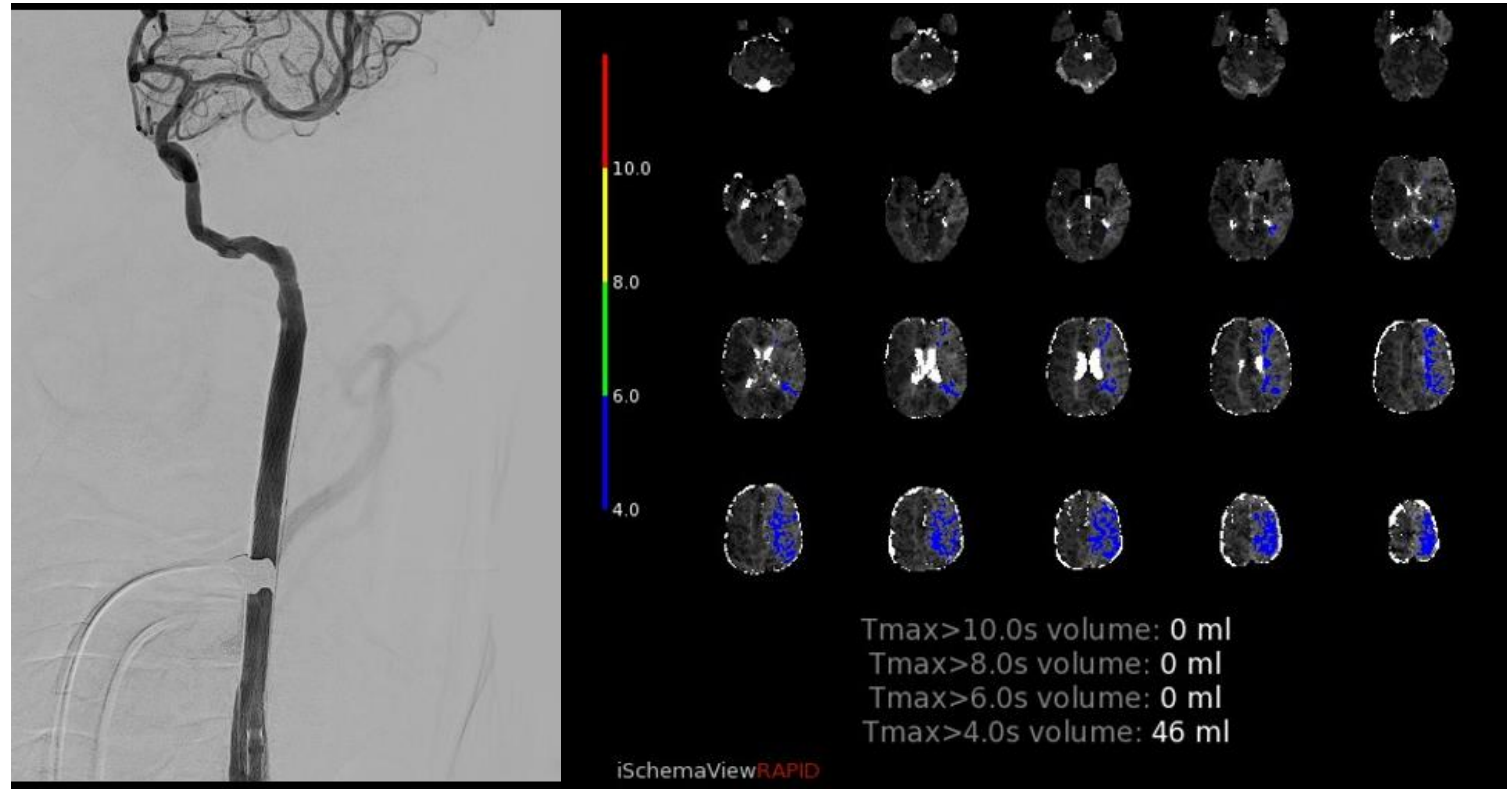 10.0
8.0
6.0
4.0
Tmax>10.0s volume: 0 ml
Tmax>8.0s volume: 0 ml
Tmax>6.0s volume: 0 ml
Tmax>4.0s volume: 46 ml
iSchemaViewRAPID